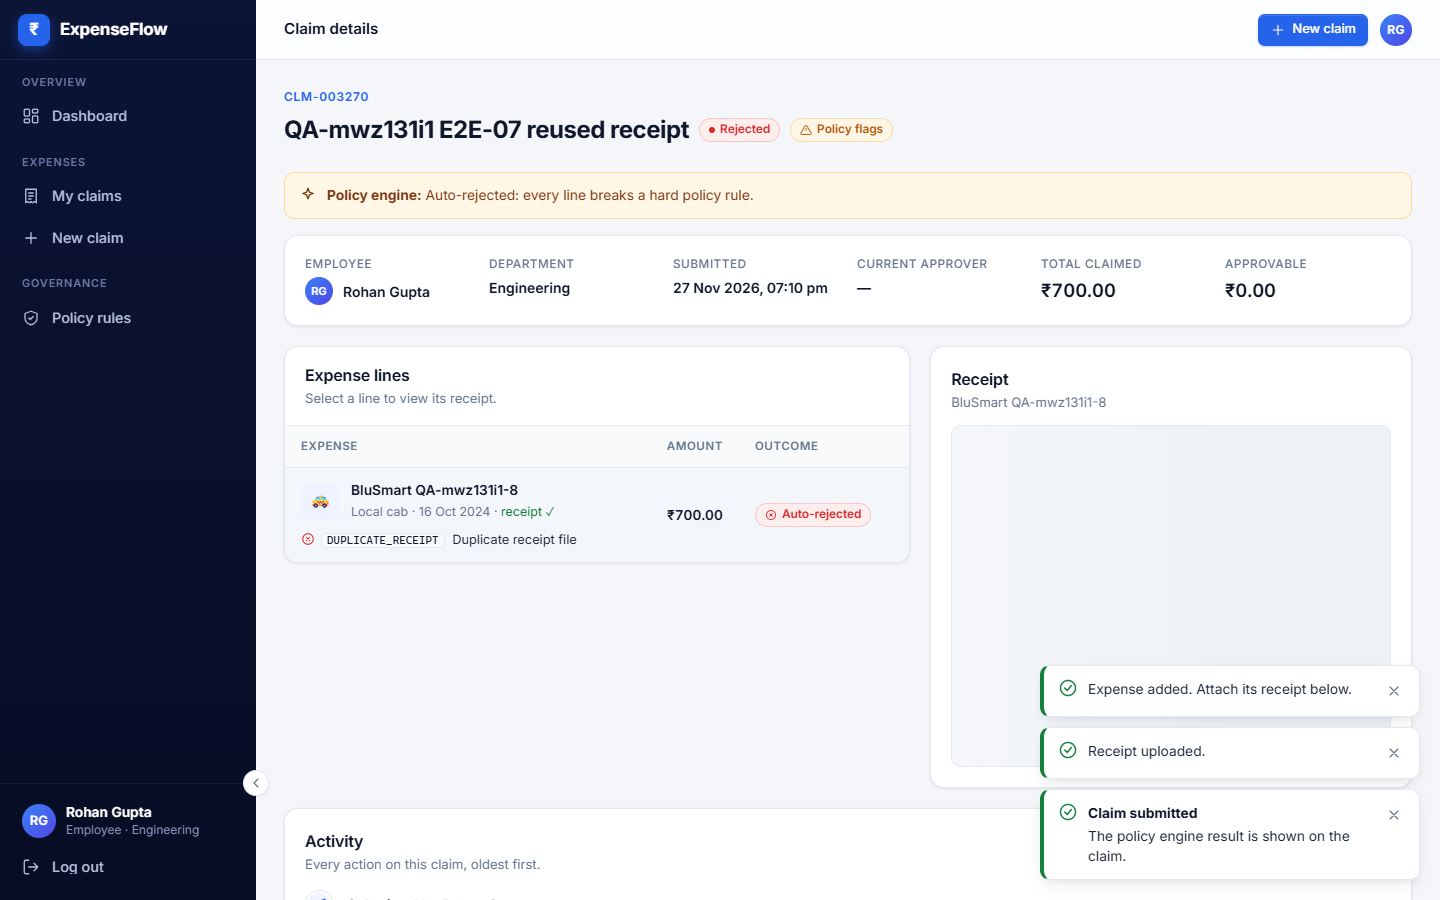 ₹ ExpenseFlow
OVERVIEW
Dashboard
EXPENSES
My claims
New claim
GOVERNANCE
Policy rules
RG
Rohan Gupta
Employee · Engineering
Log out
Claim details
New claim
RG
CLM-003270
QA-mwz131i1 E2E-07 reused receipt
Rejected
Policy flags
Policy engine: Auto-rejected: every line breaks a hard policy rule.
EMPLOYEE
RG Rohan Gupta
DEPARTMENT
Engineering
SUBMITTED
27 Nov 2026, 07:10 pm
CURRENT APPROVER
—
TOTAL CLAIMED
₹700.00
APPROVABLE
₹0.00
Expense lines
Select a line to view its receipt.
EXPENSE AMOUNT OUTCOME
BluSmart QA-mwz131i1-8
Local cab · 16 Oct 2024 · receipt ✓
₹700.00
Auto-rejected
DUPLICATE_RECEIPT Duplicate receipt file
Receipt
BluSmart QA-mwz131i1-8
Activity
Every action on this claim, oldest first.
Expense added. Attach its receipt below.
Receipt uploaded.
Claim submitted
The policy engine result is shown on the
claim.